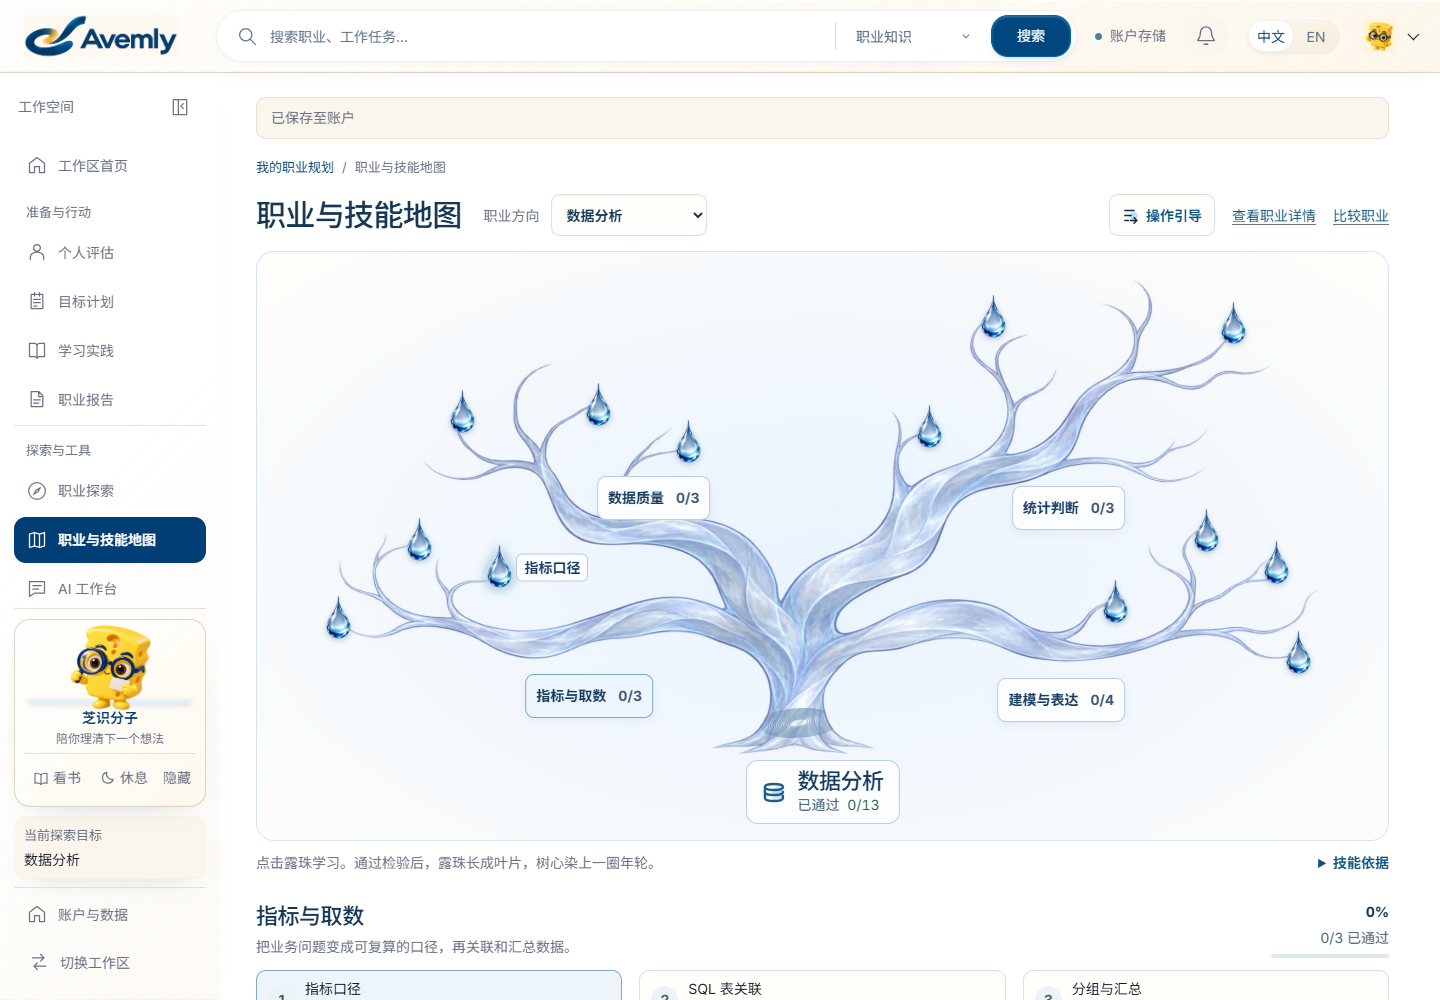 Avemly
搜索职业、工作任务...
职业知识
搜索
账户存储
中文
EN
工作空间
工作区首页
准备与行动
个人评估
目标计划
学习实践
职业报告
探索与工具
职业探索
职业与技能地图
AI 工作台
芝识分子
陪你理清下一个想法
看书
休息
隐藏
当前探索目标
数据分析
账户与数据
切换工作区
已保存至账户
我的职业规划 / 职业与技能地图
职业与技能地图
职业方向
数据分析
操作引导
查看职业详情
比较职业
数据质量 0/3
统计判断 0/3
指标口径
指标与取数 0/3
建模与表达 0/4
数据分析
已通过 0/13
点击露珠学习。通过检验后，露珠长成叶片，树心染上一圈年轮。
技能依据
指标与取数
0%
把业务问题变成可复算的口径，再关联和汇总数据。
0/3 已通过
1
指标口径
2
SQL 表关联
3
分组与汇总